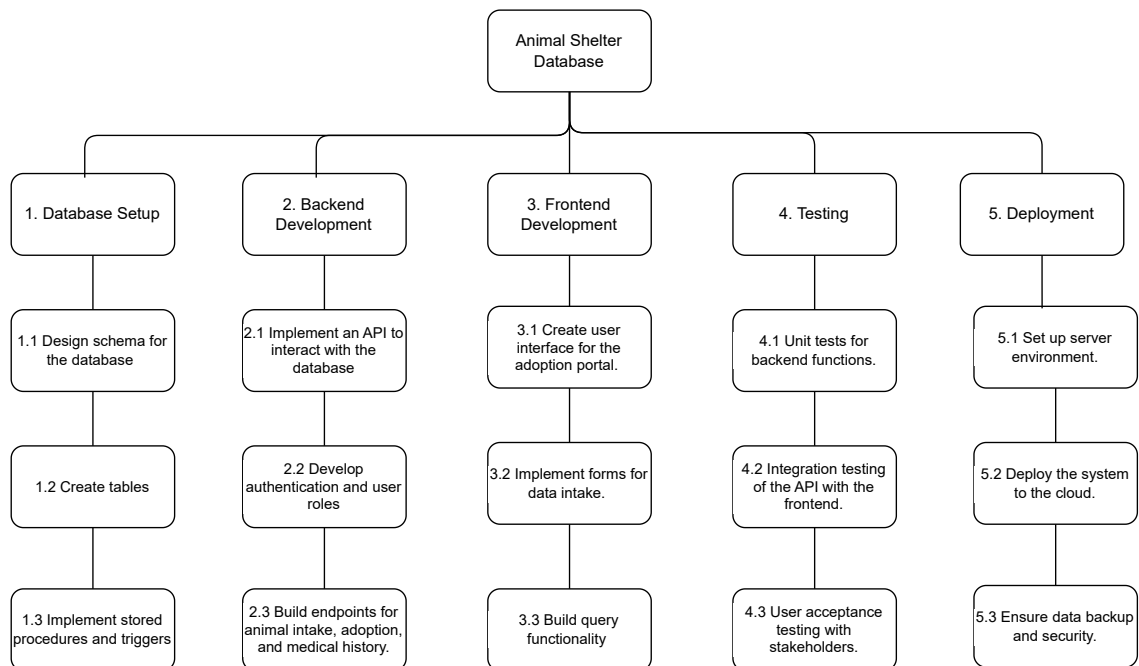 Animal Shelter
Database
1. Database Setup
2. Backend
Development
3. Frontend
Development
4. Testing
5. Deployment
1.1 Design schema for
the database
2.1 Implement an API to
interact with the
database
3.1 Create user
interface for the
adoption portal.
4.1 Unit tests for
backend functions.
5.1 Set up server
environment.
1.2 Create tables
2.2 Develop
authentication and user
roles
3.2 Implement forms for
data intake.
4.2 Integration testing
of the API with the
frontend.
5.2 Deploy the system
to the cloud.
1.3 Implement stored
procedures and triggers
2.3 Build endpoints for
animal intake, adoption,
and medical history.
3.3 Build query
functionality
4.3 User acceptance
testing with
stakeholders.
5.3 Ensure data backup
and security.